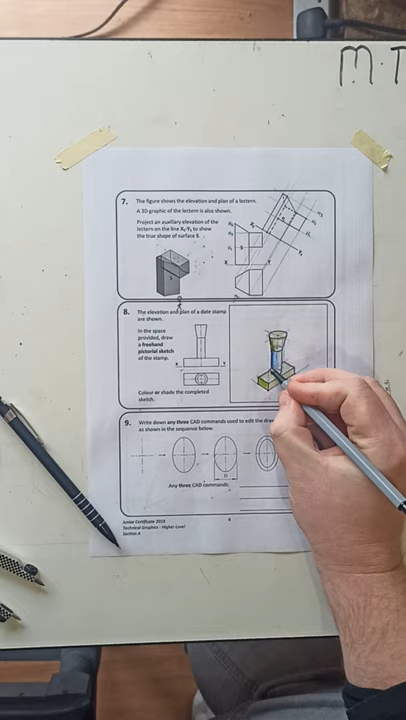 M.T
7. The figure shows the elevation and plan of a lectern.
A 3D graphic of the lectern is also shown.
Project an auxiliary elevation of the
lectern on the line X₁-Y₁ to show
the true shape of surface S.
S
X
8. The elevation and plan of a date stamp
are shown.
In the space
provided, draw
a freehand
pictorial sketch
of the stamp.
X Y
Colour or shade the completed
sketch.
9. Write down any three CAD commands used to edit the
as shown in the sequence below.
Any three CAD commands:
Junior Certificate 2019
Technical Graphics - Higher Level
Section A
4